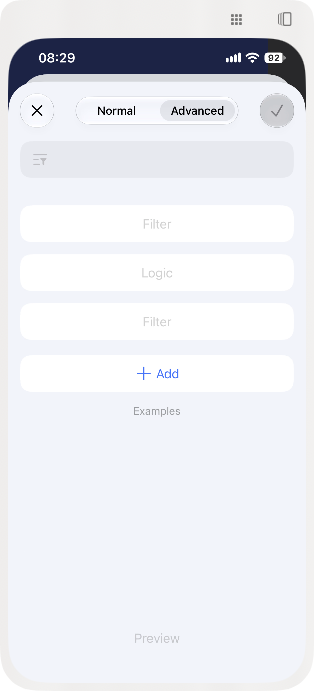 08:29
92
Normal
Advanced
Filter
Logic
Filter
+ Add
Examples
Preview